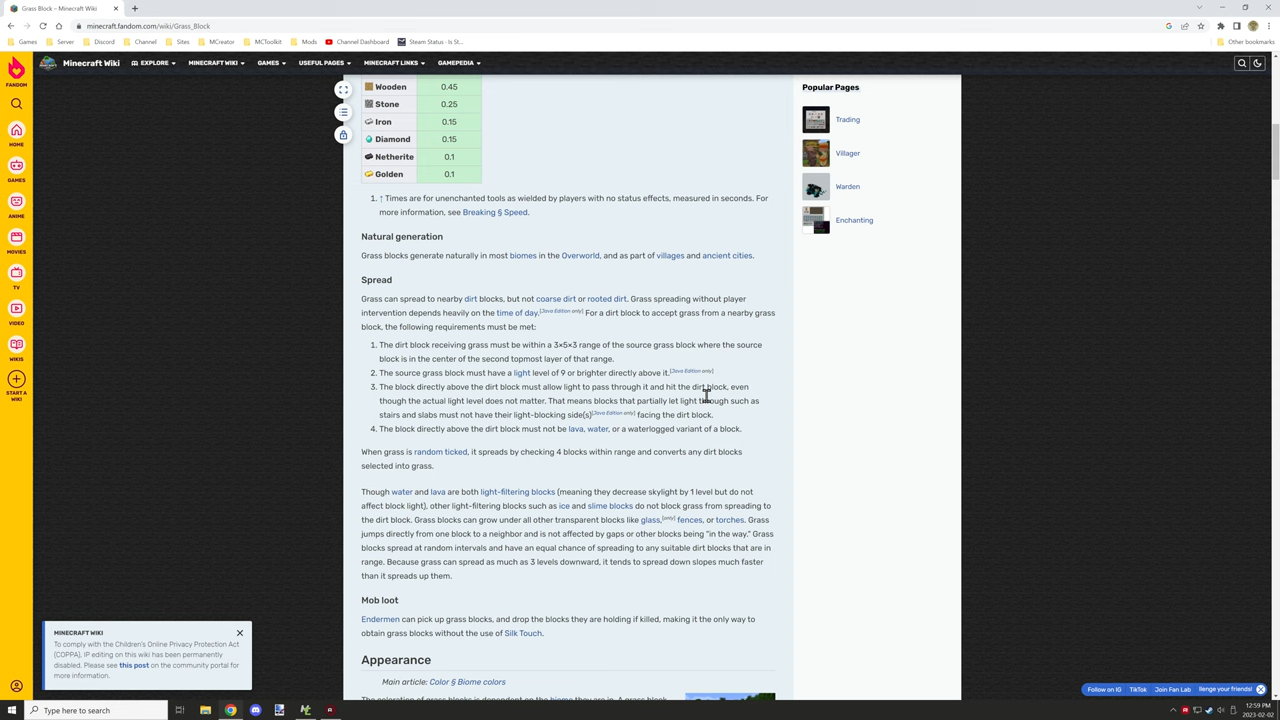 Grass Block – Minecraft Wiki
minecraft.fandom.com/wiki/Grass_Block
Games
Server
Discord
Channel
Sites
MCreator
MCToolkit
Mods
Channel Dashboard
Steam Status · Is St...
Other bookmarks
FANDOM
Minecraft Wiki
EXPLORE
MINECRAFT WIKI
GAMES
USEFUL PAGES
MINECRAFT LINKS
GAMEPEDIA
HOME
GAMES
ANIME
MOVIES
TV
VIDEO
WIKIS
START A
WIKI
Wooden 0.45
Stone 0.25
Iron 0.15
Diamond 0.15
Netherite 0.1
Golden 0.1
1. ↑ Times are for unenchanted tools as wielded by players with no status effects, measured in seconds. For
more information, see Breaking § Speed.
Natural generation
Grass blocks generate naturally in most biomes in the Overworld, and as part of villages and ancient cities.
Spread
Grass can spread to nearby dirt blocks, but not coarse dirt or rooted dirt. Grass spreading without player
intervention depends heavily on the time of day.[Java Edition only] For a dirt block to accept grass from a nearby grass
block, the following requirements must be met:
1. The dirt block receiving grass must be within a 3×5×3 range of the source grass block where the source
block is in the center of the second topmost layer of that range.
2. The source grass block must have a light level of 9 or brighter directly above it.[Java Edition only]
3. The block directly above the dirt block must allow light to pass through it and hit the dirt block, even
though the actual light level does not matter. That means blocks that partially let light through such as
stairs and slabs must not have their light-blocking side(s)[Java Edition only] facing the dirt block.
4. The block directly above the dirt block must not be lava, water, or a waterlogged variant of a block.
When grass is random ticked, it spreads by checking 4 blocks within range and converts any dirt blocks
selected into grass.
Though water and lava are both light-filtering blocks (meaning they decrease skylight by 1 level but do not
affect block light), other light-filtering blocks such as ice and slime blocks do not block grass from spreading to
the dirt block. Grass blocks can grow under all other transparent blocks like glass,[only] fences, or torches. Grass
jumps directly from one block to a neighbor and is not affected by gaps or other blocks being "in the way." Grass
blocks spread at random intervals and have an equal chance of spreading to any suitable dirt blocks that are in
range. Because grass can spread as much as 3 levels downward, it tends to spread down slopes much faster
than it spreads up them.
Mob loot
Endermen can pick up grass blocks, and drop the blocks they are holding if killed, making it the only way to
obtain grass blocks without the use of Silk Touch.
Appearance
Main article: Color § Biome colors
Popular Pages
Trading
Villager
Warden
Enchanting
MINECRAFT WIKI
To comply with the Children's Online Privacy Protection Act
(COPPA), IP editing on this wiki has been permanently
disabled. Please see this post on the community portal for
more information.
Follow on IG
TikTok
Join Fan Lab
llenge your friends!
Type here to search
12:59 PM
2023-02-02